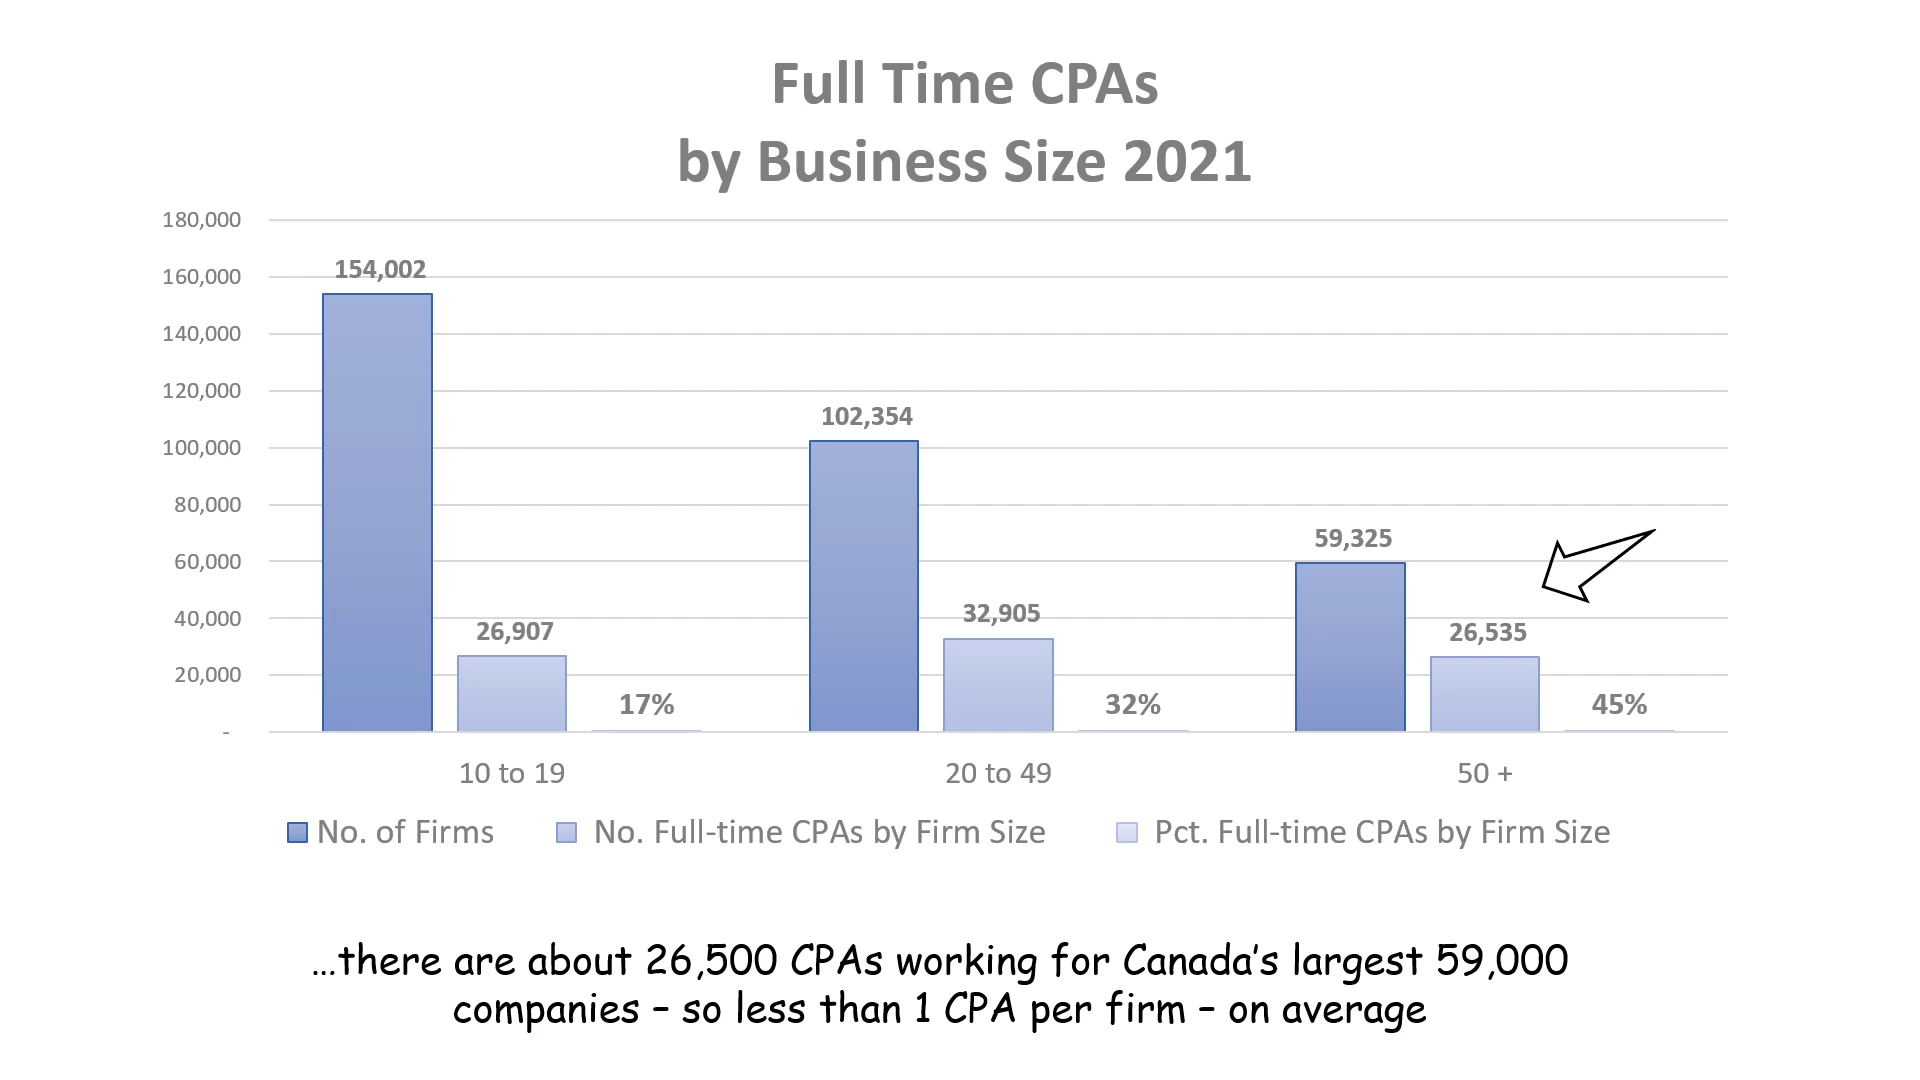 Full Time CPAs
by Business Size 2021
180,000
160,000
140,000
120,000
100,000
80,000
60,000
40,000
20,000
-
154,002
26,907
17%
102,354
32,905
32%
59,325
26,535
45%
10 to 19
20 to 49
50 +
No. of Firms
No. Full-time CPAs by Firm Size
Pct. Full-time CPAs by Firm Size
...there are about 26,500 CPAs working for Canada's largest 59,000
companies – so less than 1 CPA per firm – on average